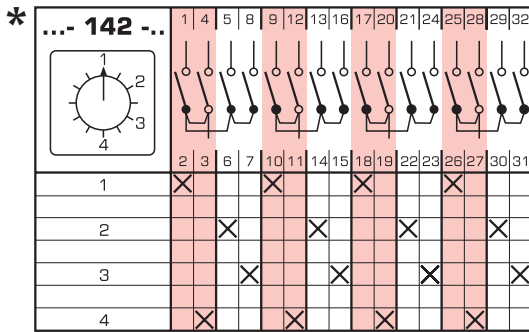 * ...- 142 -.. 1 4 5 8 9 12 13 16 17 20 21 24 25 28 29 32
1
2
3
4
2 3 6 7 10 11 14 15 18 19 22 23 26 27 30 31
1 X X X X
2 X X X X
3 X X X X
4 X X X X